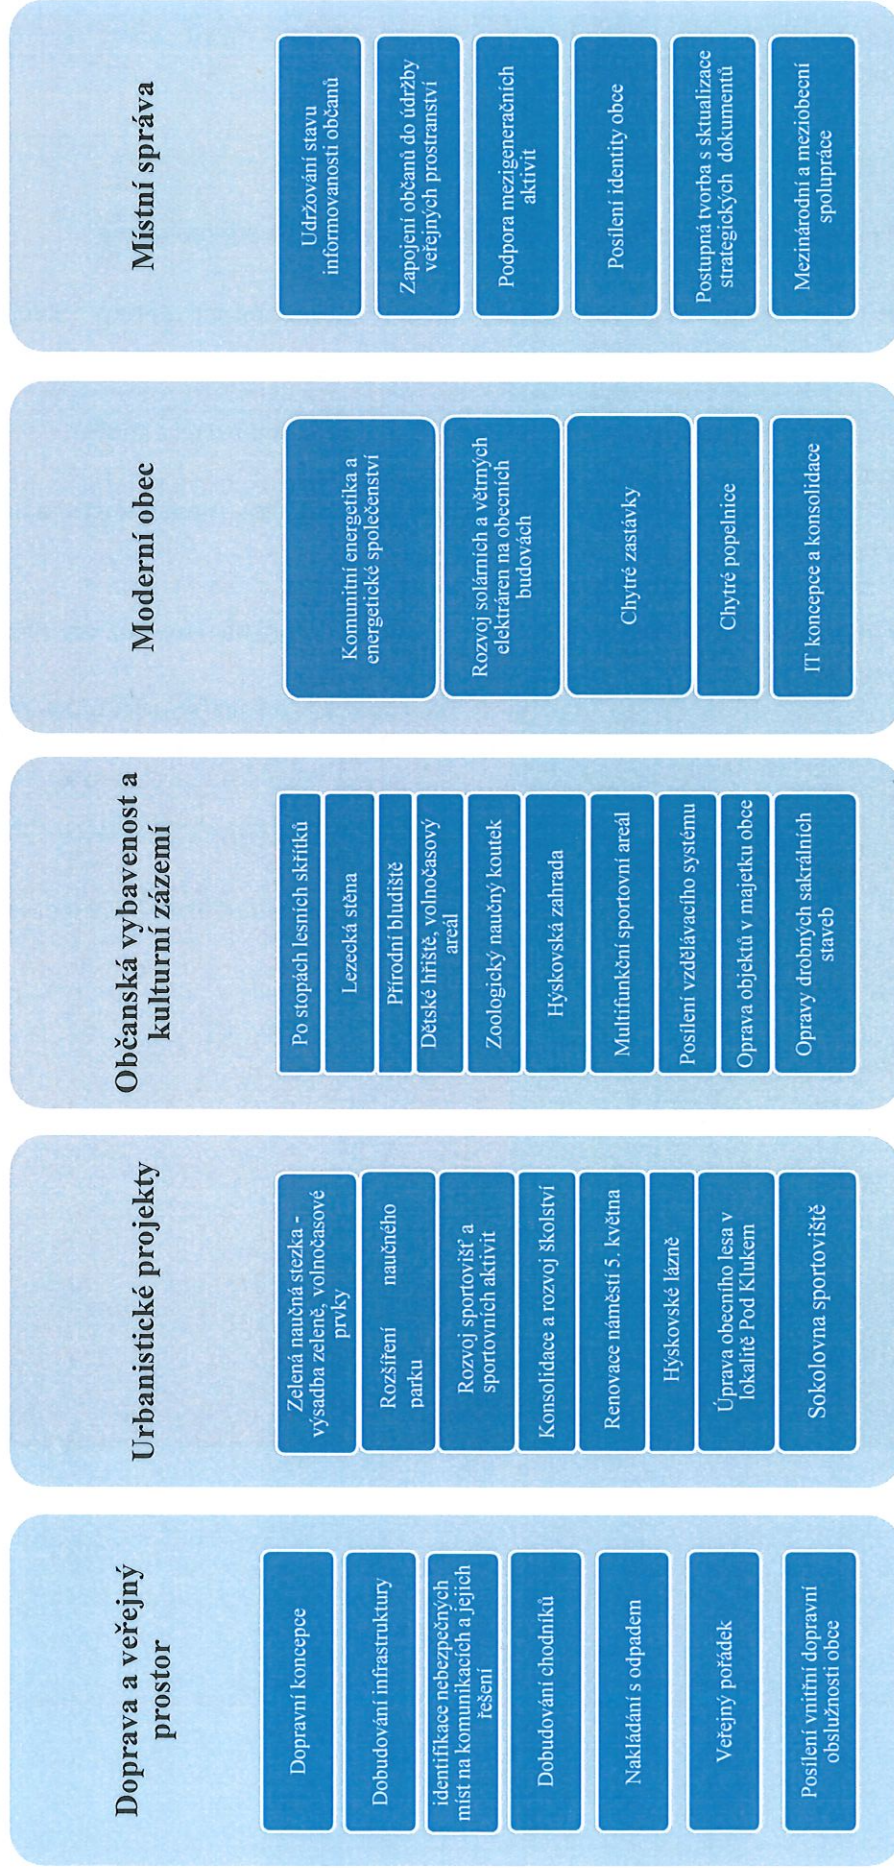 Doprava a veřejný
prostor
Dopravní koncepce
Dobudování infrastruktury
identifikace nebezpečných
míst na komunikacích a jejich
řešení
Dobudování chodníků
Nakládání s odpadem
Veřejný pořádek
Posílení vnitřní dopravní
obslužnosti obce
Urbanistické projekty
Zelená naučná stezka -
výsadba zeleně, volnočasové
prvky
Rozšíření naučného
parku
Rozvoj sportovišť a
sportovních aktivit
Konsolidace a rozvoj školství
Renovace náměstí 5. května
Hýskovské lázně
Úprava obecního lesa v
lokalitě Pod Klukem
Sokolovna sportoviště
Občanská vybavenost a
kulturní zázemí
Po stopách lesních skřítků
Lezecká stěna
Přírodní bludiště
Dětské hřiště, volnočasový
areál
Zoologický naučný koutek
Hýskovská zahrada
Multifunkční sportovní areál
Posílení vzdělávacího systému
Oprava objektů v majetku obce
Opravy drobných sakrálních
staveb
Moderní obec
Komunitní energetika a
energetické společenství
Rozvoj solárních a větrných
elektráren na obecních
budovách
Chytré zastávky
Chytré popelnice
IT koncepce a konsolidace
Místní správa
Udržování stavu
informovanosti občanů
Zapojení občanů do údržby
veřejných prostranství
Podpora mezigeneračních
aktivit
Posílení identity obce
Postupná tvorba s sktualizace
strategických dokumentů
Mezinárodní a meziobecní
spolupráce